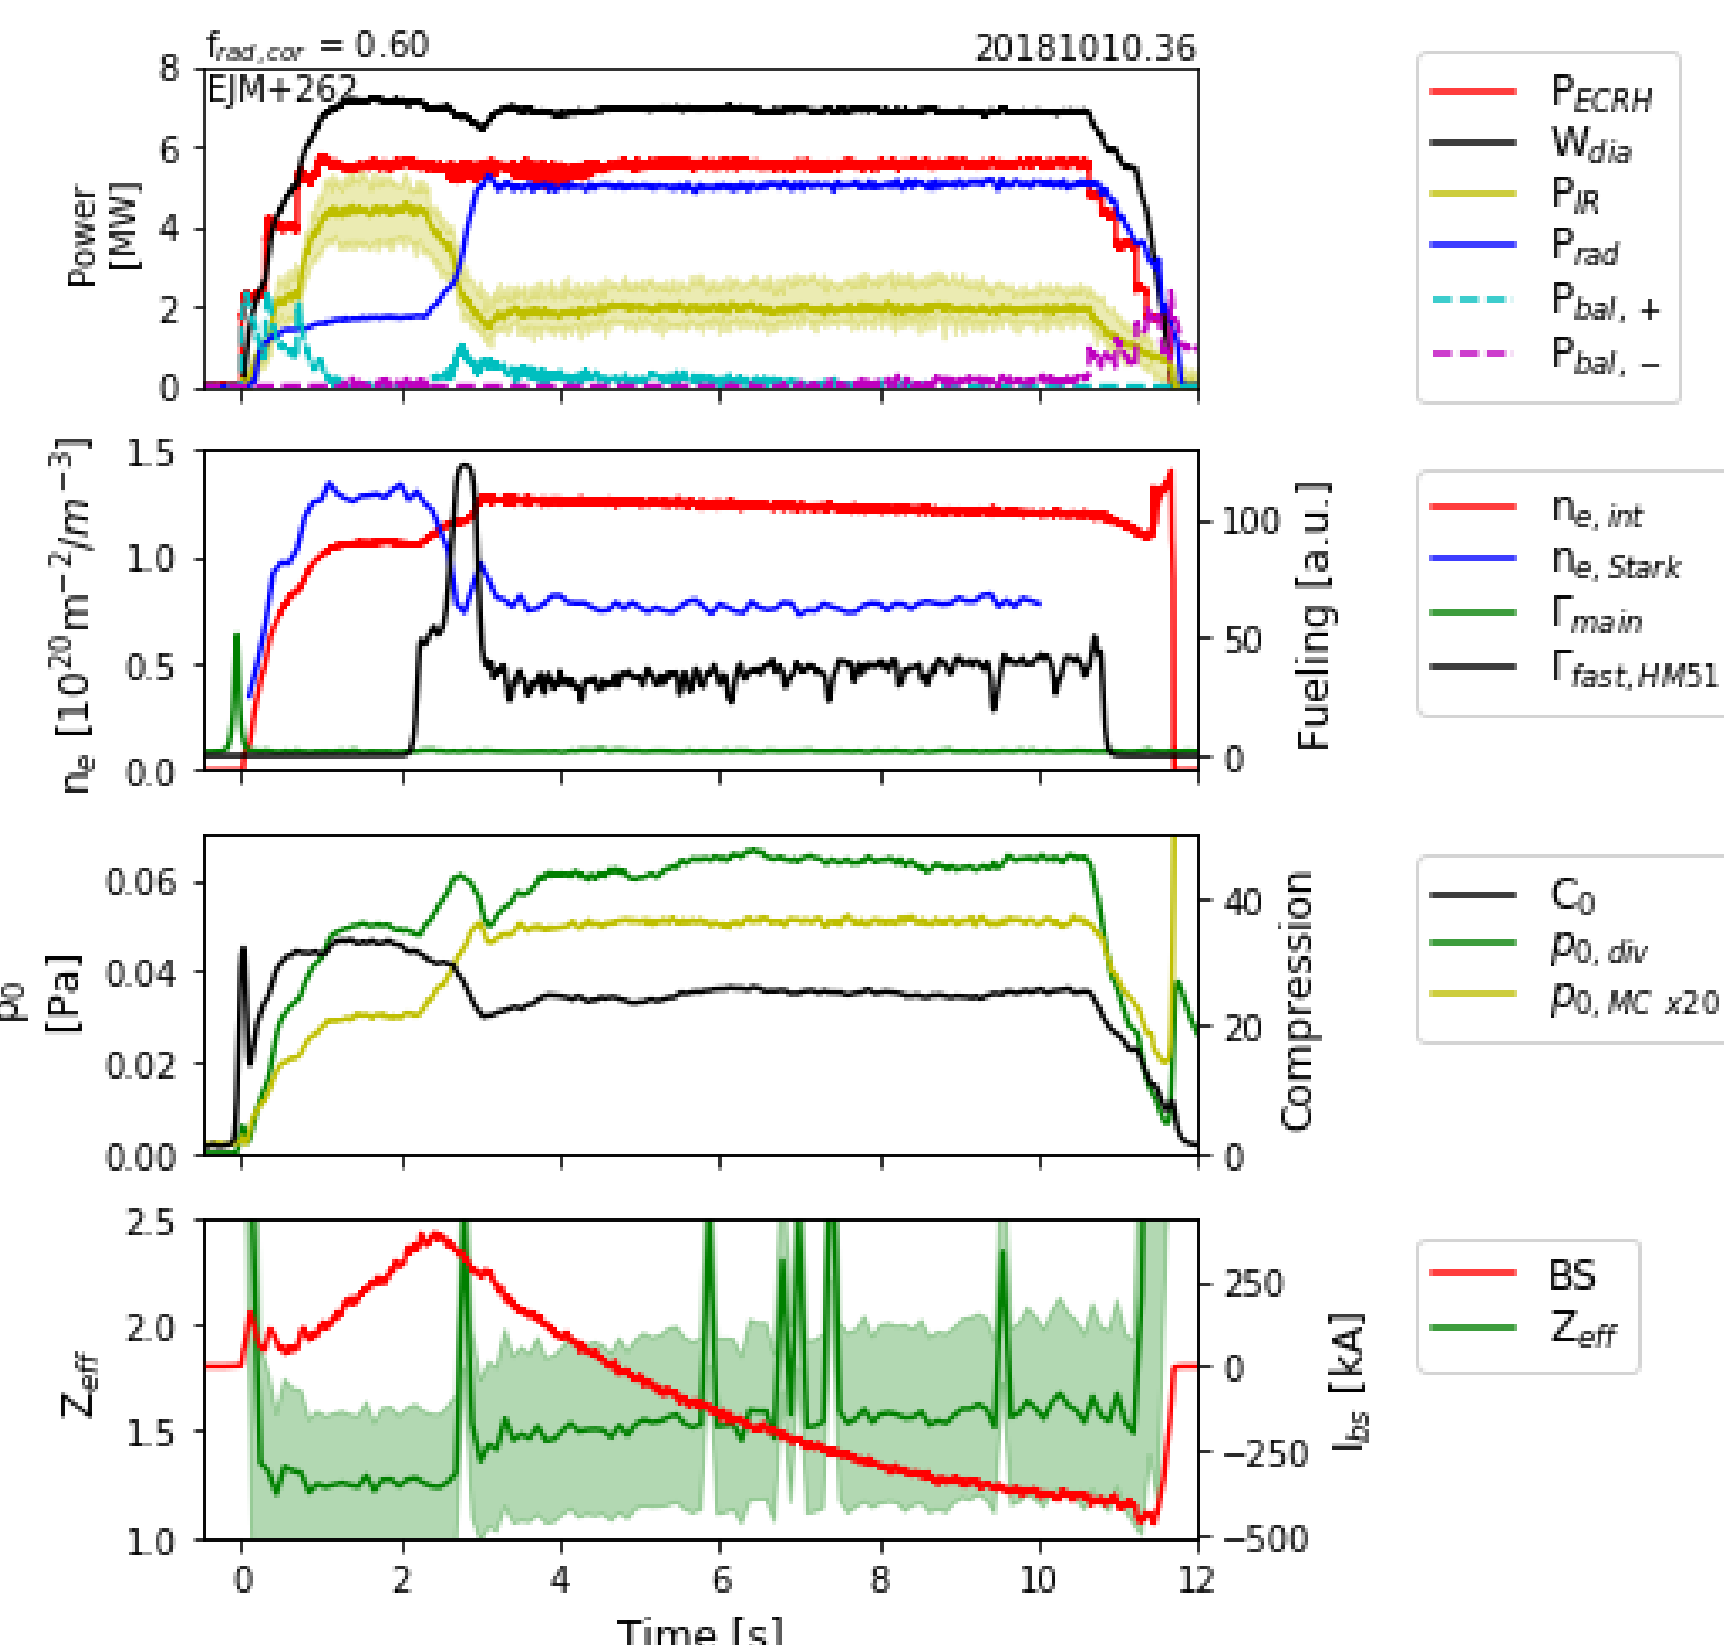 f_rad,cor = 0.60
20181010.36
EJM+262
8
6
4
2
0
Power
[MW]
P_ECRH
W_dia
P_IR
P_rad
P_bal, +
P_bal, −
1.5
1.0
0.5
0.0
n_e [10^20 m^−2/m^−3]
100
50
0
Fueling [a.u.]
n_e, int
n_e, Stark
Γ_main
Γ_fast, HM51
0.06
0.04
0.02
0.00
p_0
[Pa]
40
20
0
Compression
C_0
p_0, div
p_0, MC x20
2.5
2.0
1.5
1.0
Z_eff
250
0
−250
−500
I_bs [kA]
BS
Z_eff
0 2 4 6 8 10 12
Time [s]